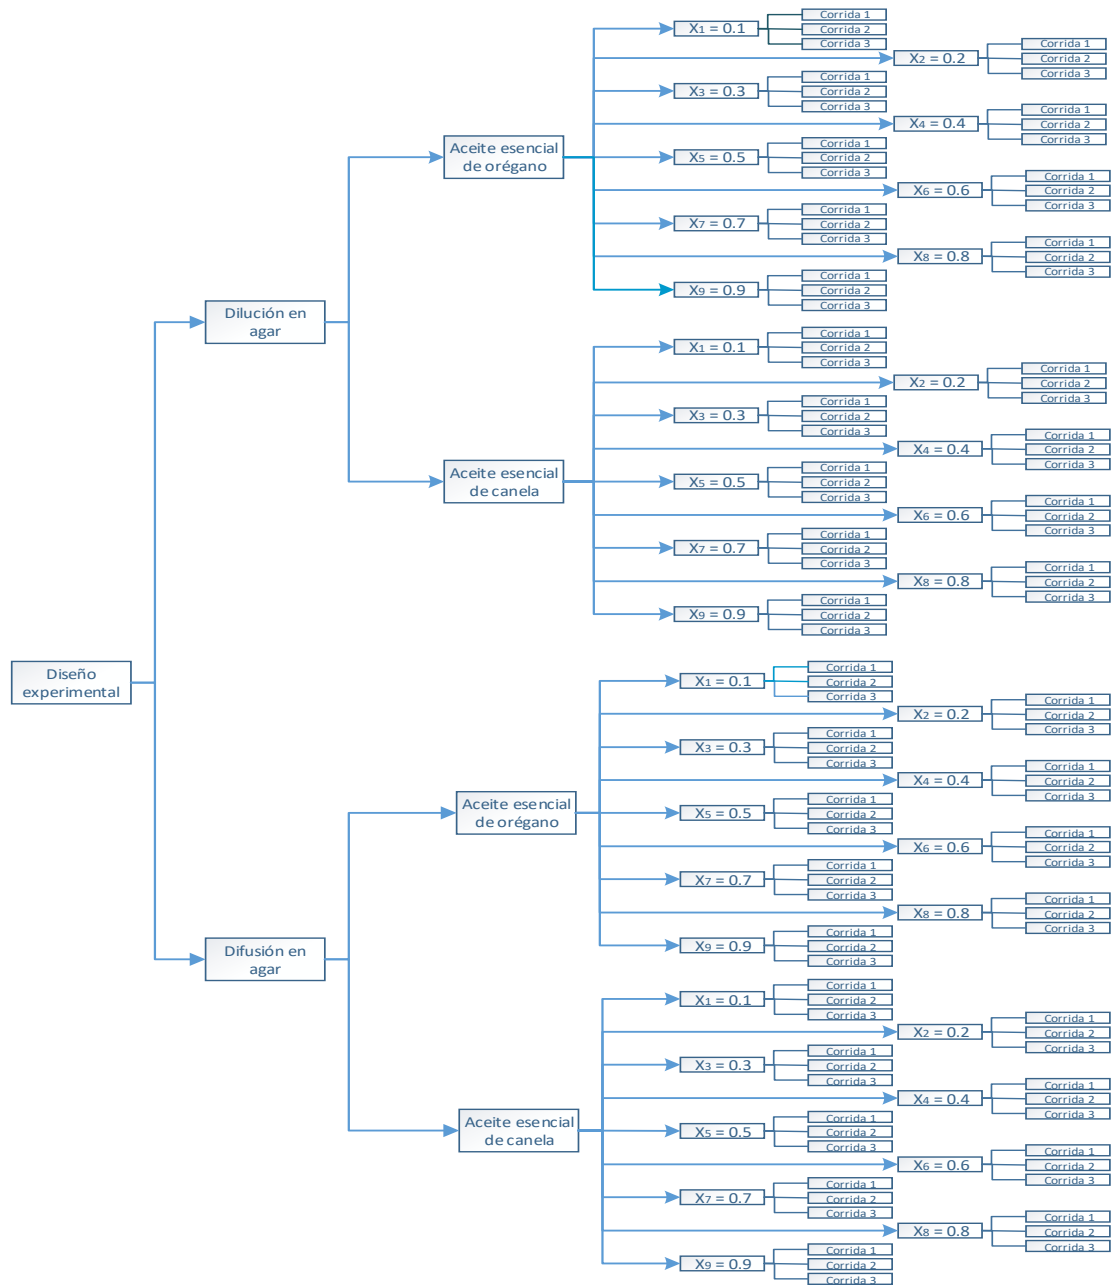 Diseño
experimental
Dilución en
agar
Aceite esencial
de orégano
X1 = 0.1
Corrida 1
Corrida 2
Corrida 3
X2 = 0.2
Corrida 1
Corrida 2
Corrida 3
X3 = 0.3
Corrida 1
Corrida 2
Corrida 3
X4 = 0.4
Corrida 1
Corrida 2
Corrida 3
X5 = 0.5
Corrida 1
Corrida 2
Corrida 3
X6 = 0.6
Corrida 1
Corrida 2
Corrida 3
X7 = 0.7
Corrida 1
Corrida 2
Corrida 3
X8 = 0.8
Corrida 1
Corrida 2
Corrida 3
X9 = 0.9
Corrida 1
Corrida 2
Corrida 3
Aceite esencial
de canela
X1 = 0.1
Corrida 1
Corrida 2
Corrida 3
X2 = 0.2
Corrida 1
Corrida 2
Corrida 3
X3 = 0.3
Corrida 1
Corrida 2
Corrida 3
X4 = 0.4
Corrida 1
Corrida 2
Corrida 3
X5 = 0.5
Corrida 1
Corrida 2
Corrida 3
X6 = 0.6
Corrida 1
Corrida 2
Corrida 3
X7 = 0.7
Corrida 1
Corrida 2
Corrida 3
X8 = 0.8
Corrida 1
Corrida 2
Corrida 3
X9 = 0.9
Corrida 1
Corrida 2
Corrida 3
Difusión en
agar
Aceite esencial
de orégano
X1 = 0.1
Corrida 1
Corrida 2
Corrida 3
X2 = 0.2
Corrida 1
Corrida 2
Corrida 3
X3 = 0.3
Corrida 1
Corrida 2
Corrida 3
X4 = 0.4
Corrida 1
Corrida 2
Corrida 3
X5 = 0.5
Corrida 1
Corrida 2
Corrida 3
X6 = 0.6
Corrida 1
Corrida 2
Corrida 3
X7 = 0.7
Corrida 1
Corrida 2
Corrida 3
X8 = 0.8
Corrida 1
Corrida 2
Corrida 3
X9 = 0.9
Corrida 1
Corrida 2
Corrida 3
Aceite esencial
de canela
X1 = 0.1
Corrida 1
Corrida 2
Corrida 3
X2 = 0.2
Corrida 1
Corrida 2
Corrida 3
X3 = 0.3
Corrida 1
Corrida 2
Corrida 3
X4 = 0.4
Corrida 1
Corrida 2
Corrida 3
X5 = 0.5
Corrida 1
Corrida 2
Corrida 3
X6 = 0.6
Corrida 1
Corrida 2
Corrida 3
X7 = 0.7
Corrida 1
Corrida 2
Corrida 3
X8 = 0.8
Corrida 1
Corrida 2
Corrida 3
X9 = 0.9
Corrida 1
Corrida 2
Corrida 3